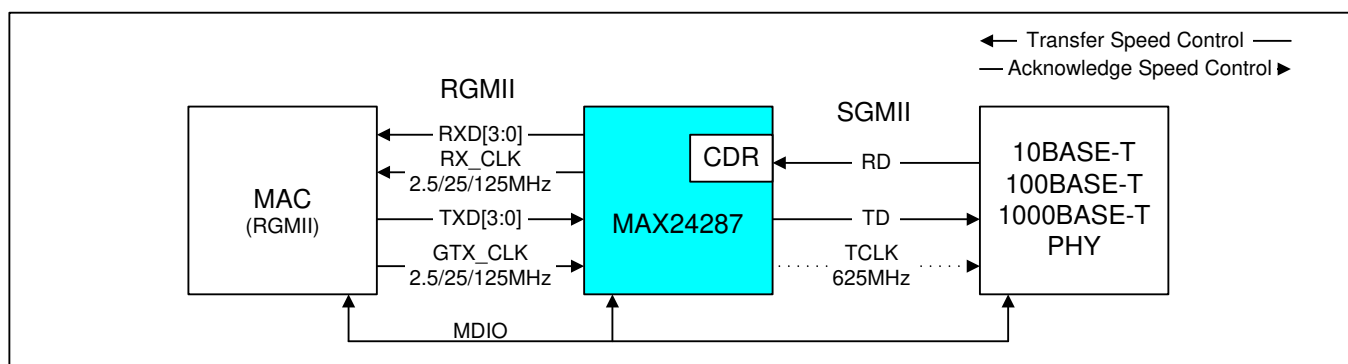 Transfer Speed Control
Acknowledge Speed Control
RGMII
SGMII
MAC
(RGMII)
RXD[3:0]
RX_CLK
2.5/25/125MHz
TXD[3:0]
GTX_CLK
2.5/25/125MHz
CDR
MAX24287
RD
TD
TCLK
625MHz
10BASE-T
100BASE-T
1000BASE-T
PHY
MDIO